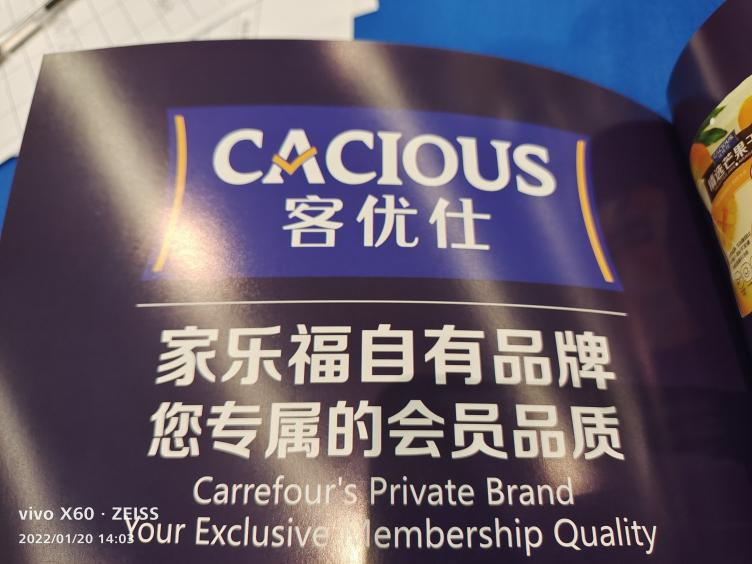 CACIOUS
客优仕
家乐福自有品牌
您专属的会员品质
Carrefour's Private Brand
Your Exclusive Membership Quality
vivo X60 · ZEISS
2022/01/20 14:03